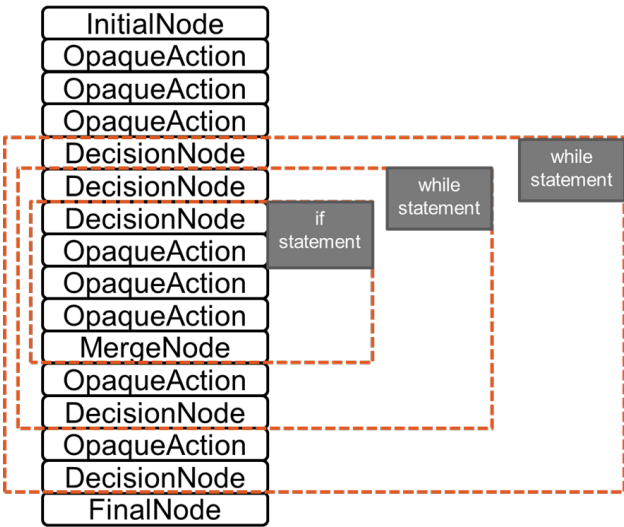 InitialNode
OpaqueAction
OpaqueAction
OpaqueAction
DecisionNode
while
statement
DecisionNode
while
statement
DecisionNode
if
statement
OpaqueAction
OpaqueAction
OpaqueAction
MergeNode
OpaqueAction
DecisionNode
OpaqueAction
DecisionNode
FinalNode